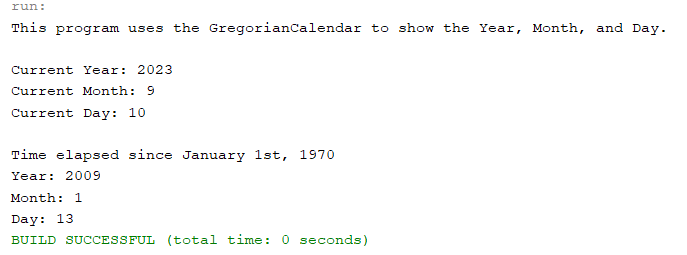 run:
This program uses the GregorianCalendar to show the Year, Month, and Day.
Current Year: 2023
Current Month: 9
Current Day: 10
Time elapsed since January 1st, 1970
Year: 2009
Month: 1
Day: 13
BUILD SUCCESSFUL (total time: 0 seconds)